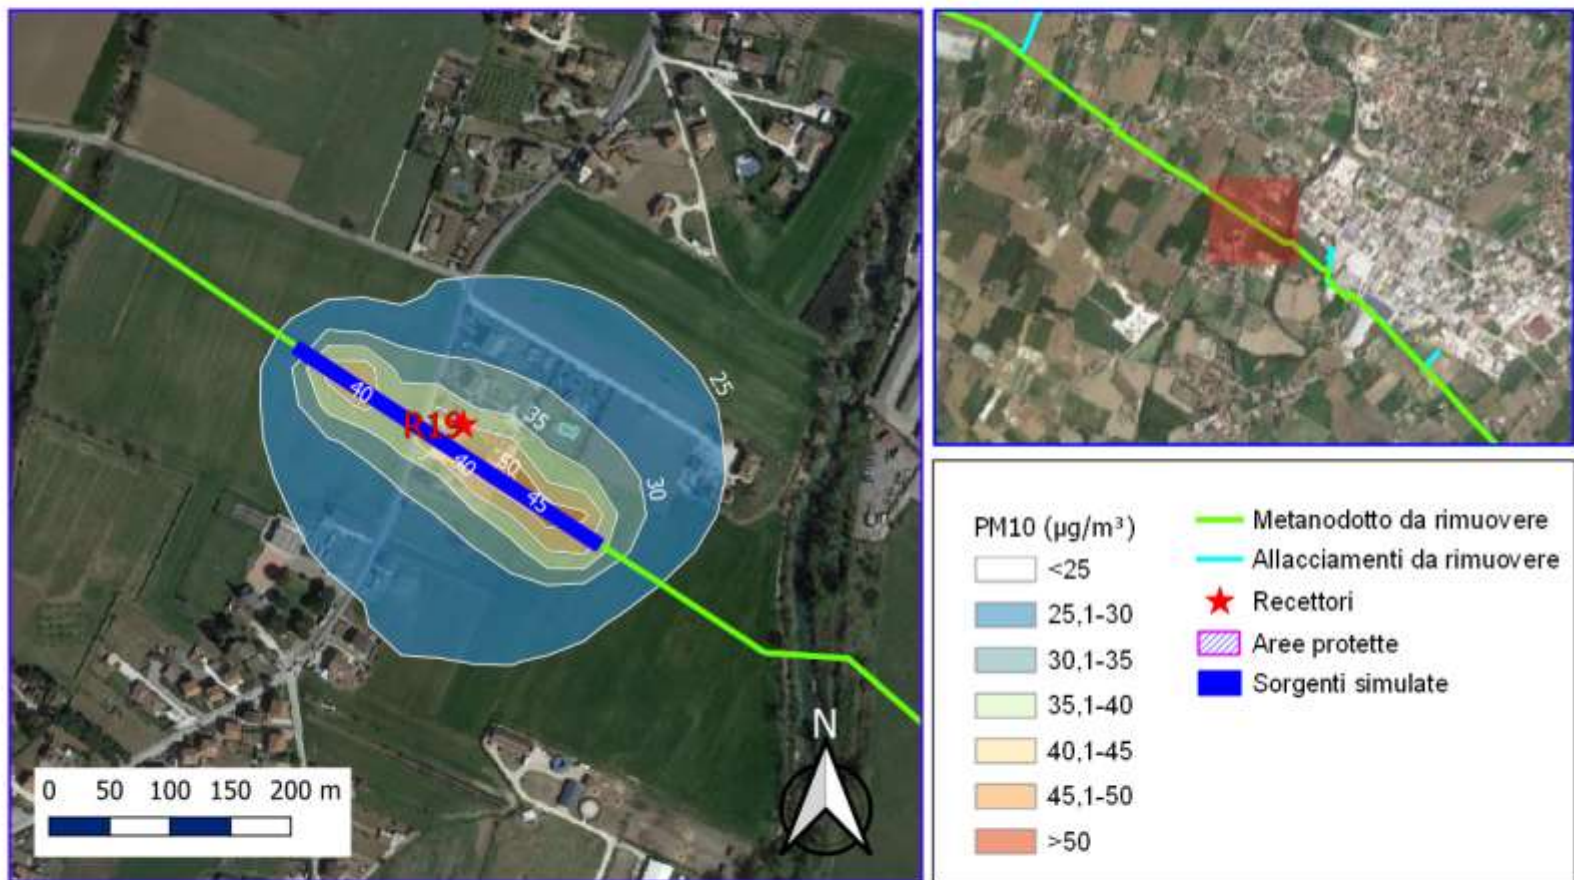 25
40
R19
35
40
50
30
45
N
0 50 100 150 200 m
PM10 (µg/m³)
<25
25,1-30
30,1-35
35,1-40
40,1-45
45,1-50
>50
Metanodotto da rimuovere
Allacciamenti da rimuovere
Recettori
Aree protette
Sorgenti simulate